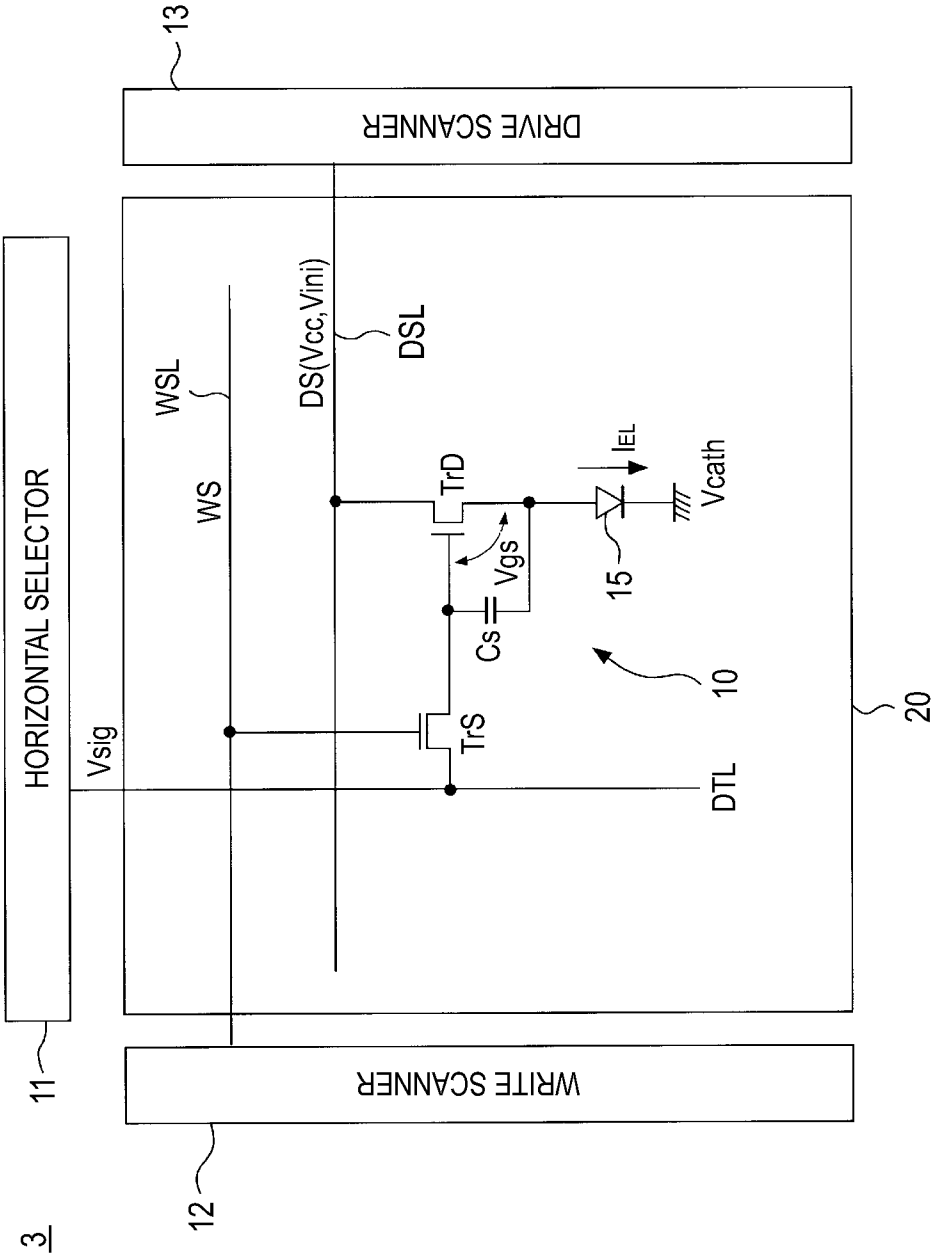 3
11
HORIZONTAL SELECTOR
Vsig
12
WRITE SCANNER
13
DRIVE SCANNER
WS
WSL
DS(Vcc,Vini)
DSL
TrS
TrD
Cs
Vgs
IEL
15
Vcath
10
DTL
20